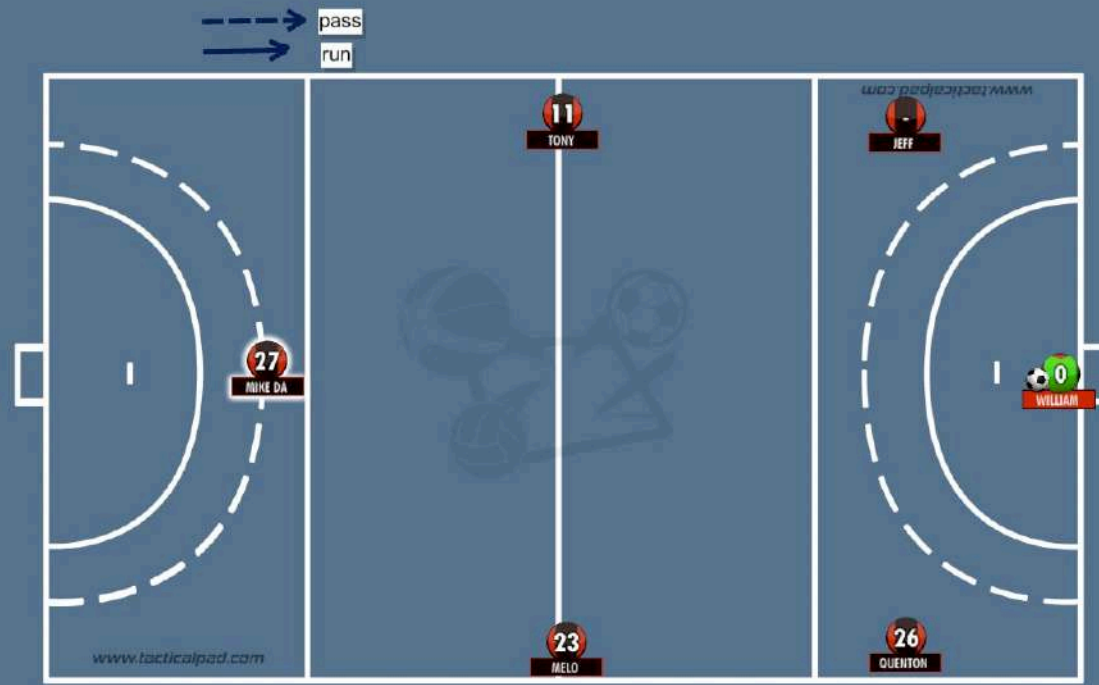 pass
run
www.tacticalpad.com
11
TONY
JEFF
27
MIKE DA
0
WILLIAM
23
MELO
26
QUENTON
www.tacticalpad.com